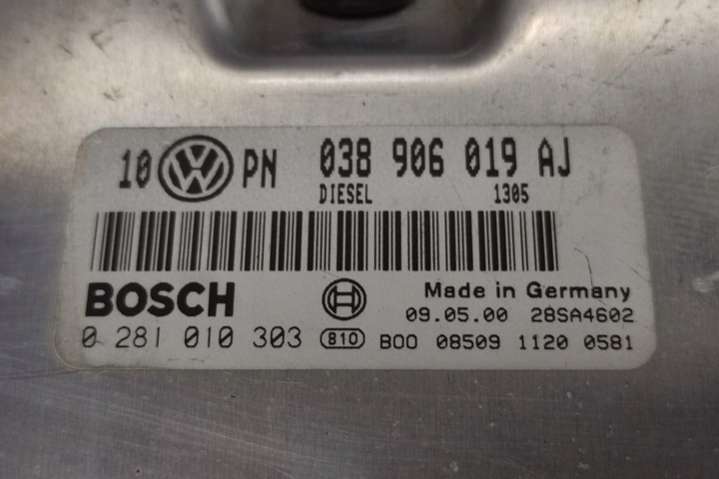 10 VW PN 038 906 019 AJ
DIESEL 1305
BOSCH
Made in Germany
09.05.00 28SA4602
0 281 010 303 810 B00 08509 1120 0581